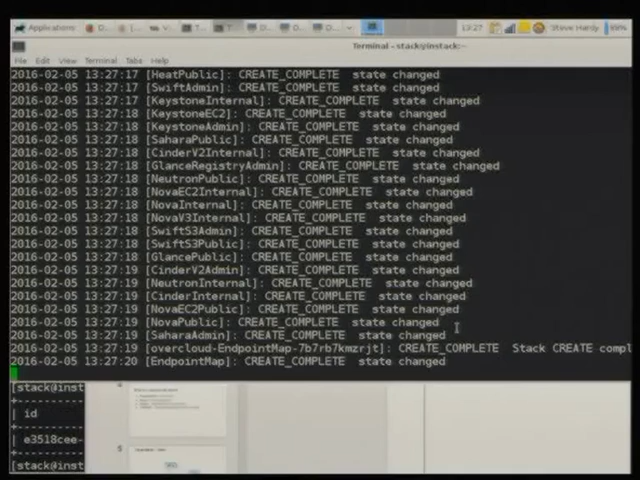 Applications
13:27
Steve Hardy
Terminal - stack@instack:~
File Edit View Terminal Tabs Help
2016-02-05 13:27:17 [HeatPublic]: CREATE_COMPLETE state changed
2016-02-05 13:27:17 [SwiftAdmin]: CREATE_COMPLETE state changed
2016-02-05 13:27:17 [KeystoneInternal]: CREATE_COMPLETE state changed
2016-02-05 13:27:18 [KeystoneEC2]: CREATE_COMPLETE state changed
2016-02-05 13:27:18 [KeystoneAdmin]: CREATE_COMPLETE state changed
2016-02-05 13:27:18 [SaharaPublic]: CREATE_COMPLETE state changed
2016-02-05 13:27:18 [CinderV2Internal]: CREATE_COMPLETE state changed
2016-02-05 13:27:18 [GlanceRegistryAdmin]: CREATE_COMPLETE state changed
2016-02-05 13:27:18 [NeutronPublic]: CREATE_COMPLETE state changed
2016-02-05 13:27:18 [NovaEC2Internal]: CREATE_COMPLETE state changed
2016-02-05 13:27:18 [NovaInternal]: CREATE_COMPLETE state changed
2016-02-05 13:27:18 [NovaV3Internal]: CREATE_COMPLETE state changed
2016-02-05 13:27:18 [SwiftS3Admin]: CREATE_COMPLETE state changed
2016-02-05 13:27:18 [SwiftS3Public]: CREATE_COMPLETE state changed
2016-02-05 13:27:18 [GlancePublic]: CREATE_COMPLETE state changed
2016-02-05 13:27:19 [CinderV2Admin]: CREATE_COMPLETE state changed
2016-02-05 13:27:19 [NeutronInternal]: CREATE_COMPLETE state changed
2016-02-05 13:27:19 [CinderInternal]: CREATE_COMPLETE state changed
2016-02-05 13:27:19 [NovaEC2Public]: CREATE_COMPLETE state changed
2016-02-05 13:27:19 [NovaPublic]: CREATE_COMPLETE state changed
2016-02-05 13:27:19 [SaharaAdmin]: CREATE_COMPLETE state changed
2016-02-05 13:27:19 [overcloud-EndpointMap-7b7rb7kmzrjt]: CREATE_COMPLETE Stack CREATE compl
2016-02-05 13:27:20 [EndpointMap]: CREATE_COMPLETE state changed
[stack@inst
| id
| e3518cee-
[stack@inst
5